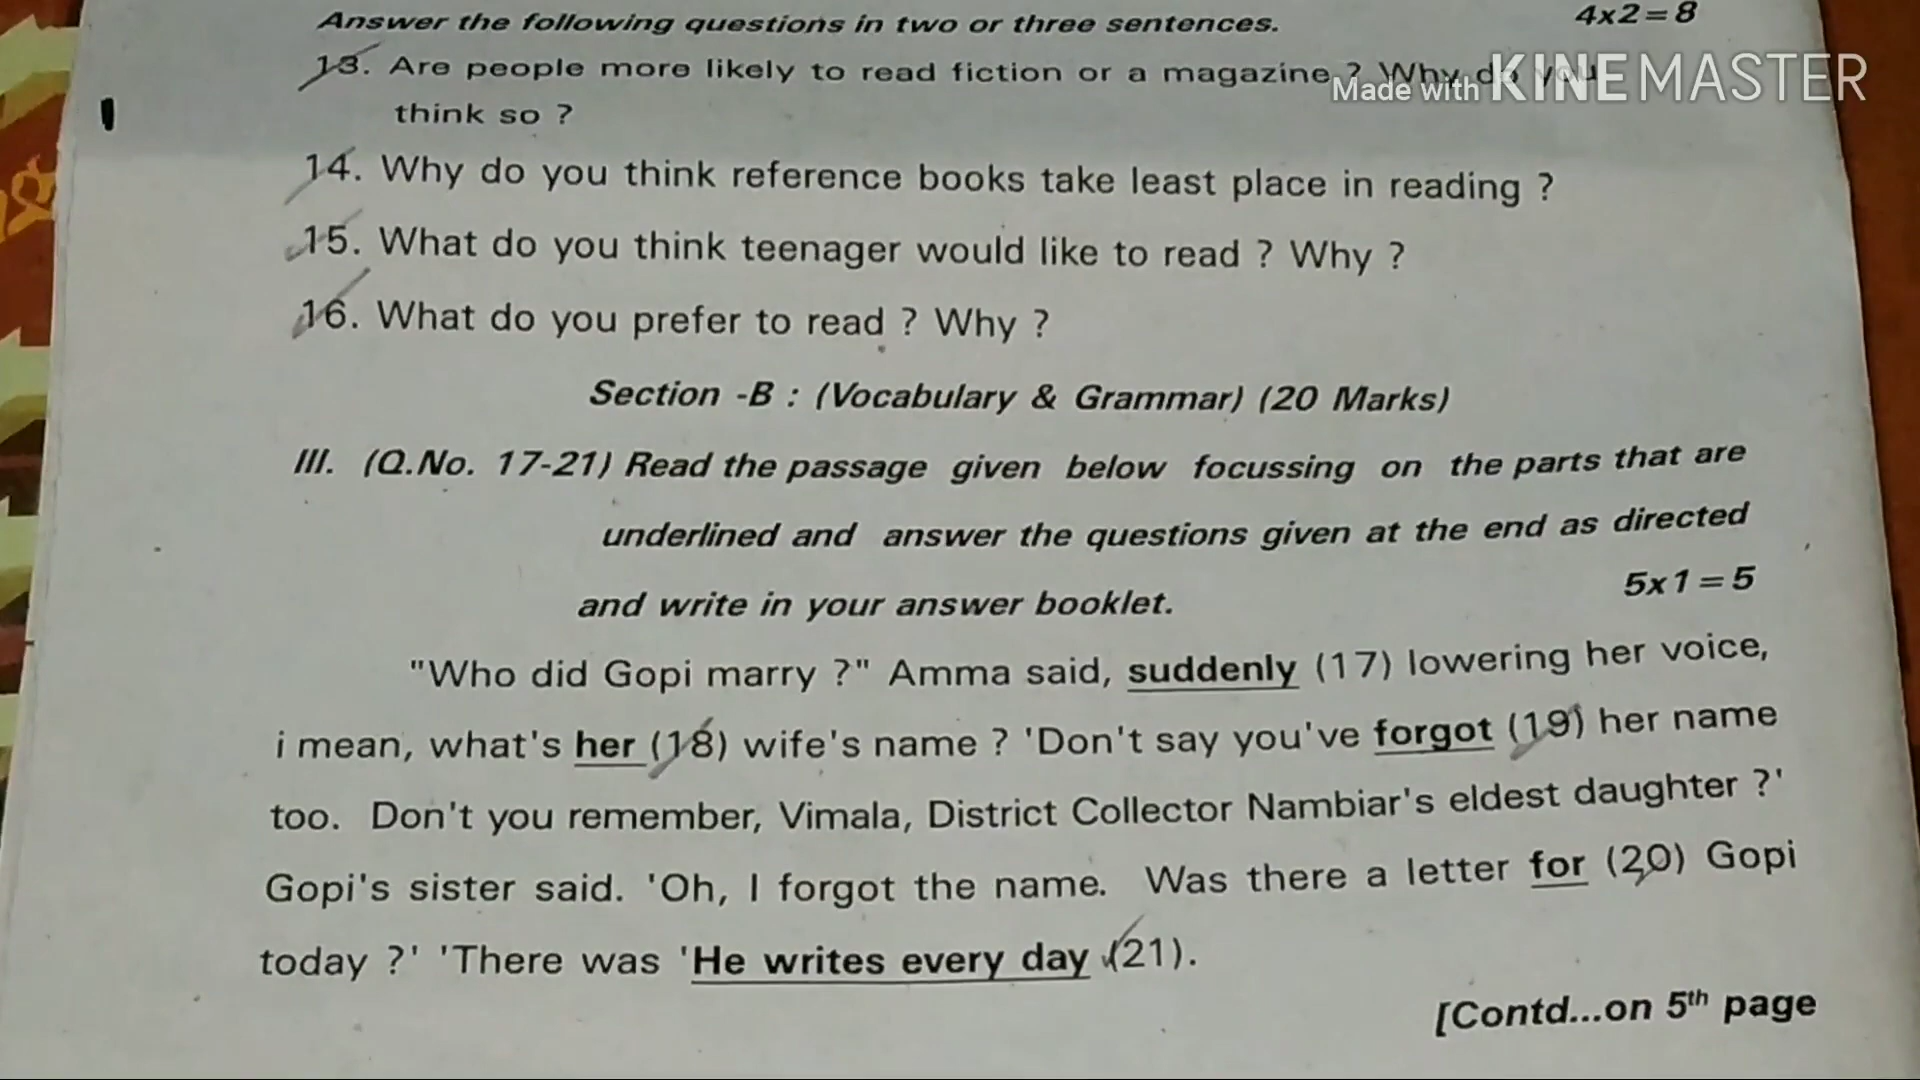 Answer the following questions in two or three sentences. 4x2=8
13. Are people more likely to read fiction or a magazine ? Why do you
Made with KINEMASTER
think so ?
14. Why do you think reference books take least place in reading ?
15. What do you think teenager would like to read ? Why ?
16. What do you prefer to read ? Why ?
Section -B : (Vocabulary & Grammar) (20 Marks)
III. (Q.No. 17-21) Read the passage given below focussing on the parts that are
underlined and answer the questions given at the end as directed
and write in your answer booklet. 5x1=5
"Who did Gopi marry ?" Amma said, suddenly (17) lowering her voice,
i mean, what's her (18) wife's name ? 'Don't say you've forgot (19) her name
too. Don't you remember, Vimala, District Collector Nambiar's eldest daughter ?'
Gopi's sister said. 'Oh, I forgot the name. Was there a letter for (20) Gopi
today ?' 'There was 'He writes every day (21).
[Contd...on 5th page